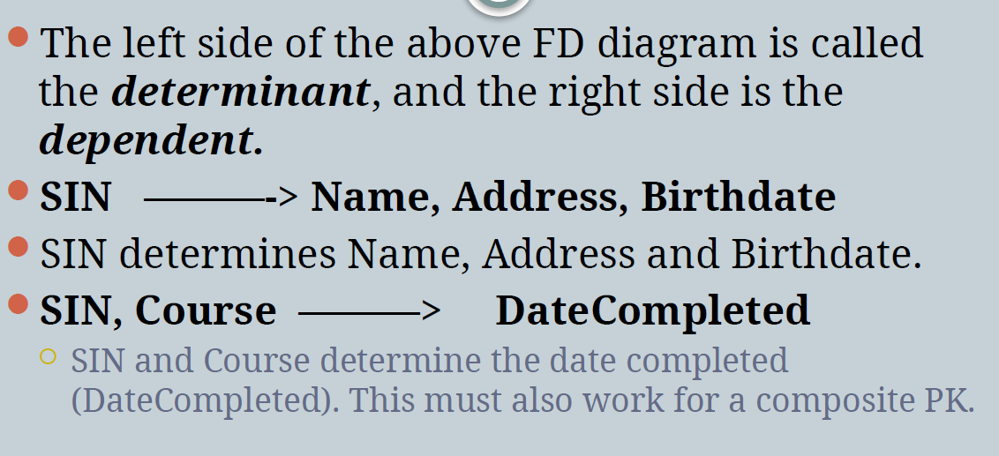 The left side of the above FD diagram is called
the determinant, and the right side is the
dependent.
SIN ————-> Name, Address, Birthdate
SIN determines Name, Address and Birthdate.
SIN, Course ————> DateCompleted
SIN and Course determine the date completed
(DateCompleted). This must also work for a composite PK.